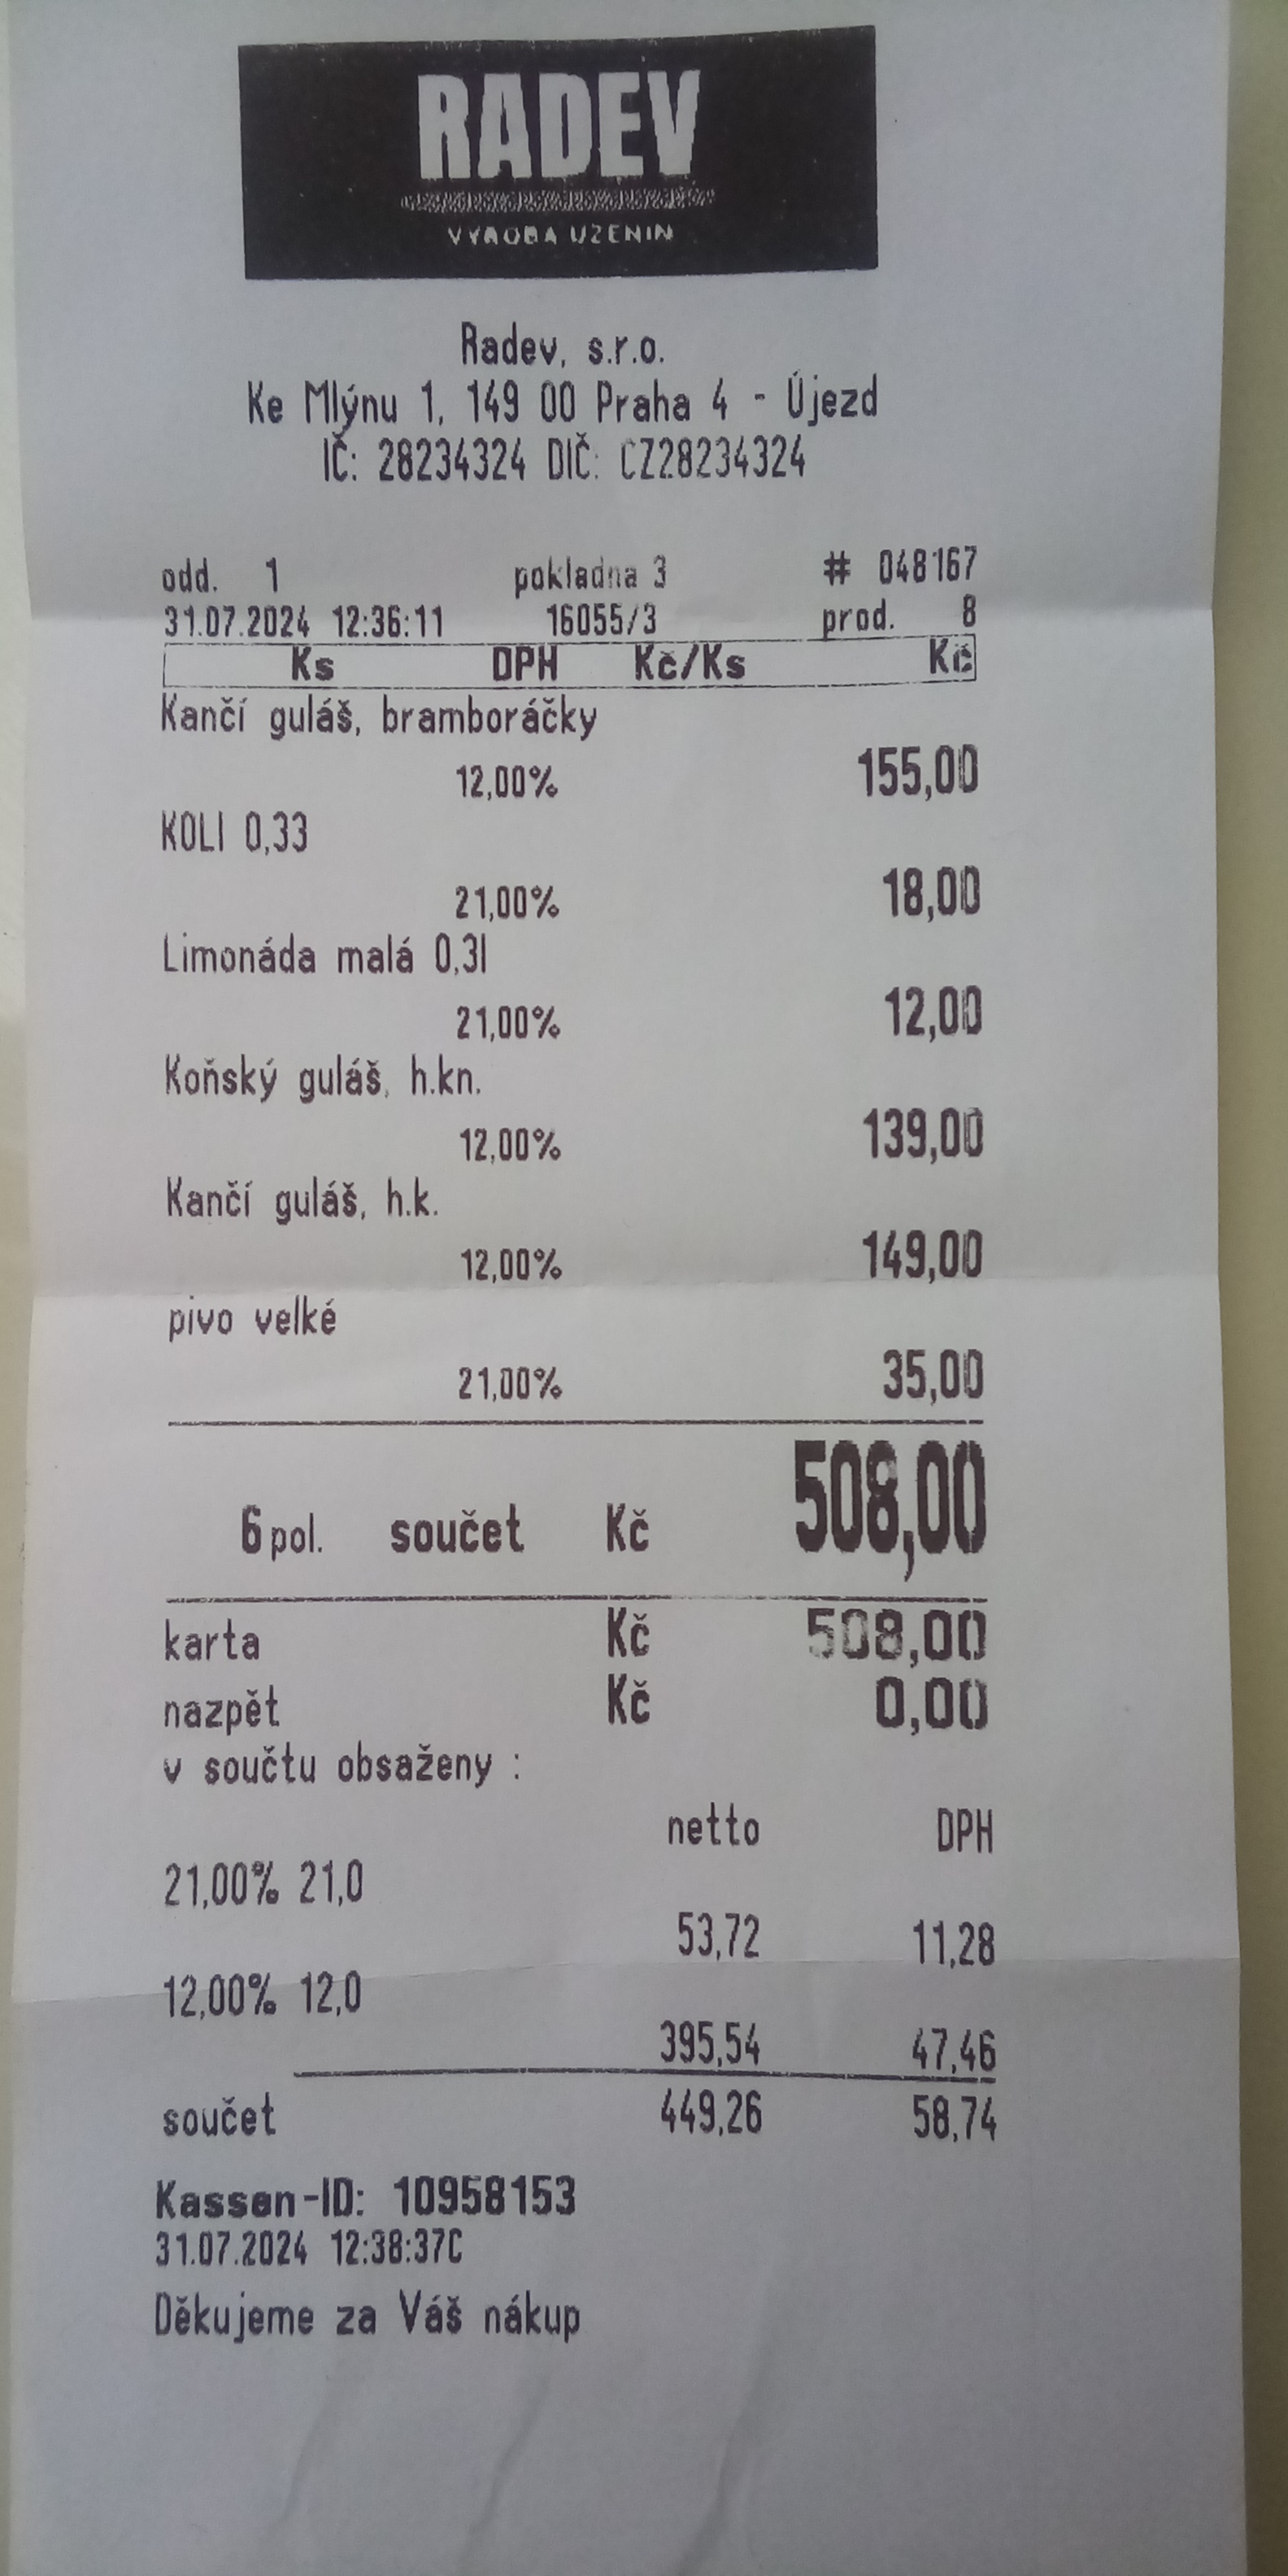 RADEV
VÝROBA UZENIN
Radev, s.r.o.
Ke Mlýnu 1, 149 00 Praha 4 - Újezd
IČ: 28234324 DIČ: CZ28234324
odd. 1 pokladna 3 # 048167
31.07.2024 12:36:11 16055/3 prod. 8
Ks DPH Kč/Ks Kč
Kančí guláš, bramboráčky
12,00% 155,00
KOLI 0,33
21,00% 18,00
Limonáda malá 0,3l
21,00% 12,00
Koňský guláš, h.kn.
12,00% 139,00
Kančí guláš, h.k.
12,00% 149,00
pivo velké
21,00% 35,00
6 pol. součet Kč 508,00
karta Kč 508,00
nazpět Kč 0,00
v součtu obsaženy :
netto DPH
21,00% 21,0
53,72 11,28
12,00% 12,0
395,54 47,46
součet 449,26 58,74
Kassen-ID: 10958153
31.07.2024 12:38:37C
Děkujeme za Váš nákup